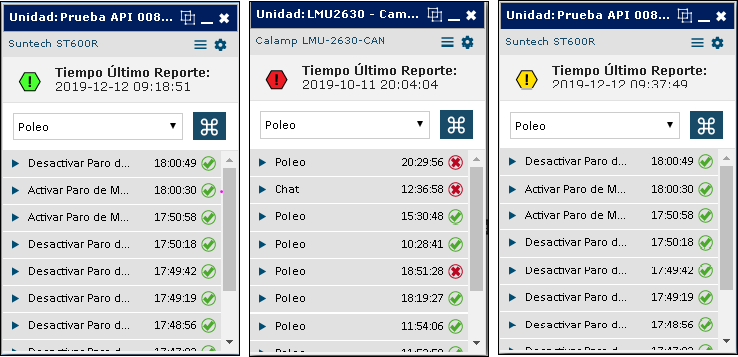 Unidad: Prueba API 008...
Suntech ST600R
Tiempo Último Reporte:
2019-12-12 09:18:51
Poleo
Desactivar Paro d... 18:00:49
Activar Paro de M... 18:00:30
Activar Paro de M... 17:50:58
Desactivar Paro d... 17:50:18
Desactivar Paro d... 17:49:42
Desactivar Paro d... 17:49:19
Desactivar Paro d... 17:48:56
Unidad: LMU2630 - Cam...
Calamp LMU-2630-CAN
Tiempo Último Reporte:
2019-10-11 20:04:04
Poleo
Poleo 20:29:56
Chat 12:36:58
Poleo 15:30:48
Poleo 10:28:41
Poleo 18:51:28
Poleo 18:19:27
Poleo 11:54:06
Unidad: Prueba API 008...
Suntech ST600R
Tiempo Último Reporte:
2019-12-12 09:37:49
Poleo
Desactivar Paro d... 18:00:49
Activar Paro de M... 18:00:30
Activar Paro de M... 17:50:58
Desactivar Paro d... 17:50:18
Desactivar Paro d... 17:49:42
Desactivar Paro d... 17:49:19
Desactivar Paro d... 17:48:56